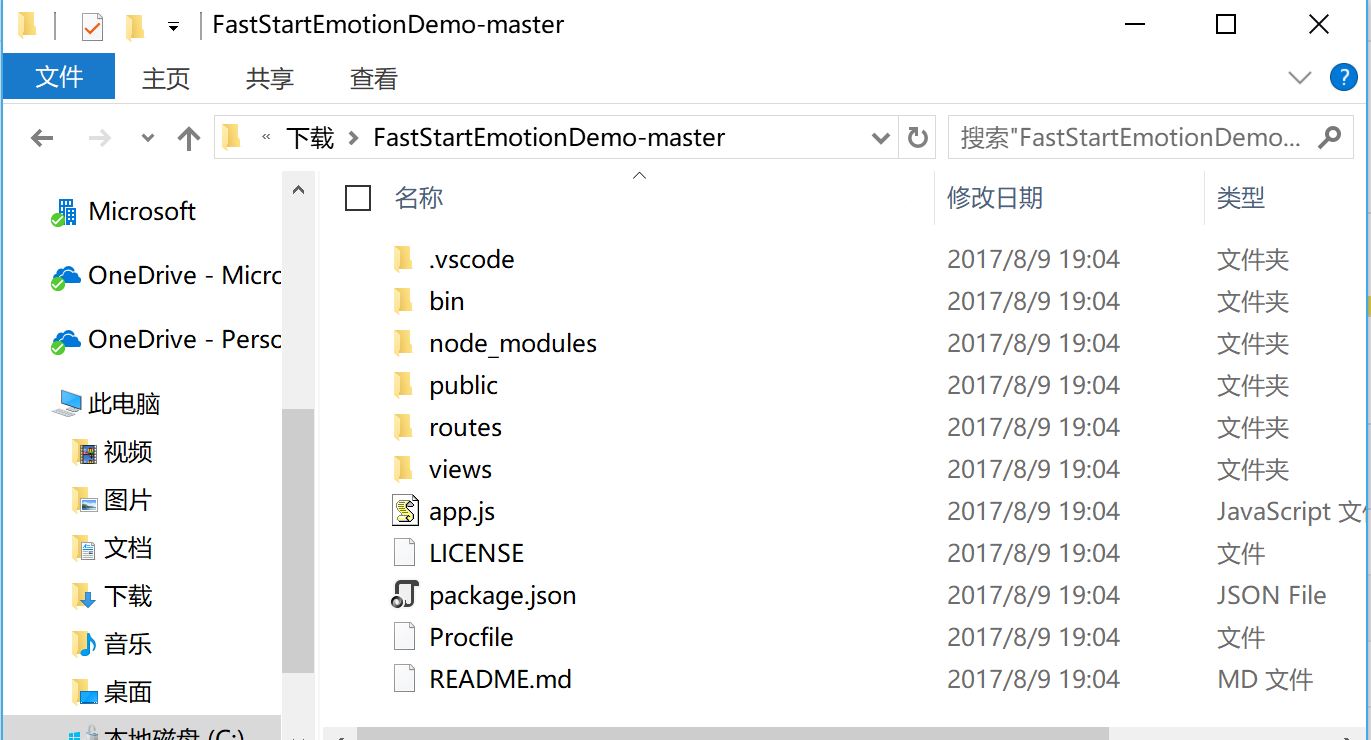 FastStartEmotionDemo-master
文件 主页 共享 查看
« 下载 > FastStartEmotionDemo-master 搜索"FastStartEmotionDemo...
Microsoft
OneDrive - Micro
OneDrive - Perso
此电脑
视频
图片
文档
下载
音乐
桌面
本地磁盘 (C:)
名称 修改日期 类型
.vscode 2017/8/9 19:04 文件夹
bin 2017/8/9 19:04 文件夹
node_modules 2017/8/9 19:04 文件夹
public 2017/8/9 19:04 文件夹
routes 2017/8/9 19:04 文件夹
views 2017/8/9 19:04 文件夹
app.js 2017/8/9 19:04 JavaScript 文件
LICENSE 2017/8/9 19:04 文件
package.json 2017/8/9 19:04 JSON File
Procfile 2017/8/9 19:04 文件
README.md 2017/8/9 19:04 MD 文件